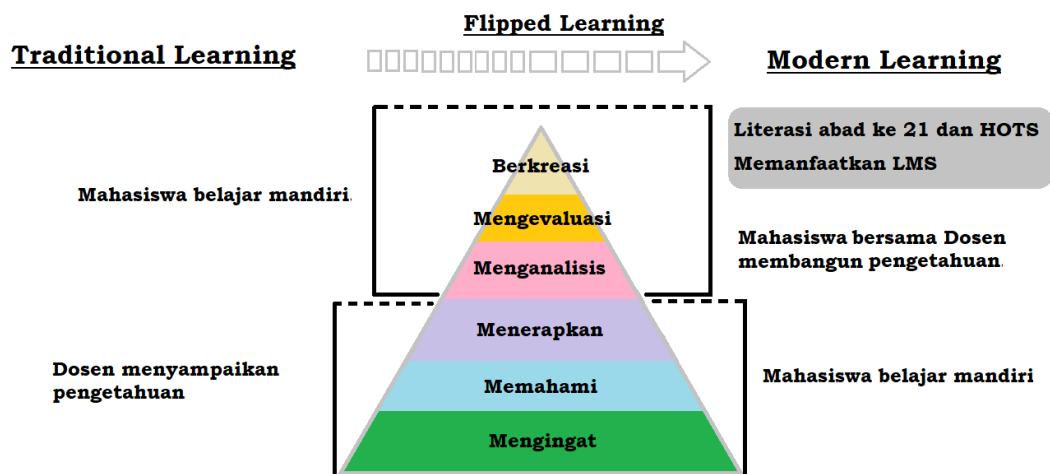 Flipped Learning
Traditional Learning
Modern Learning
Literasi abad ke 21 dan HOTS
Memanfaatkan LMS
Berkreasi
Mahasiswa belajar mandiri.
Mengevaluasi
Mahasiswa bersama Dosen
membangun pengetahuan.
Menganalisis
Menerapkan
Dosen menyampaikan
pengetahuan
Memahami
Mahasiswa belajar mandiri
Mengingat